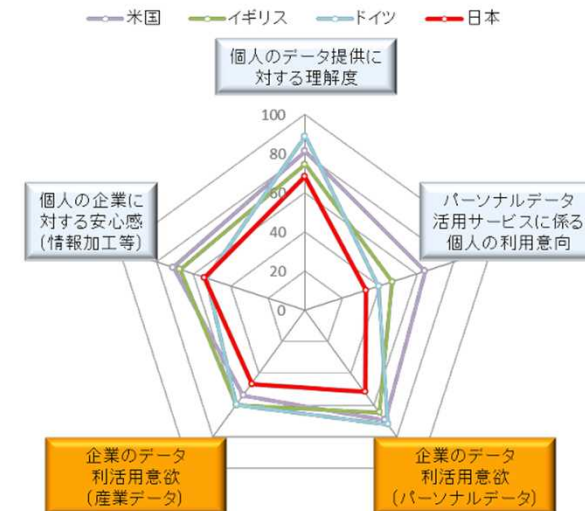 米国 イギリス ドイツ 日本
個人のデータ提供に
対する理解度
100
80
60
40
20
0
個人の企業に
対する安心感
(情報加工等)
パーソナルデータ
活用サービスに係る
個人の利用意向
企業のデータ
利活用意欲
(産業データ)
企業のデータ
利活用意欲
(パーソナルデータ)